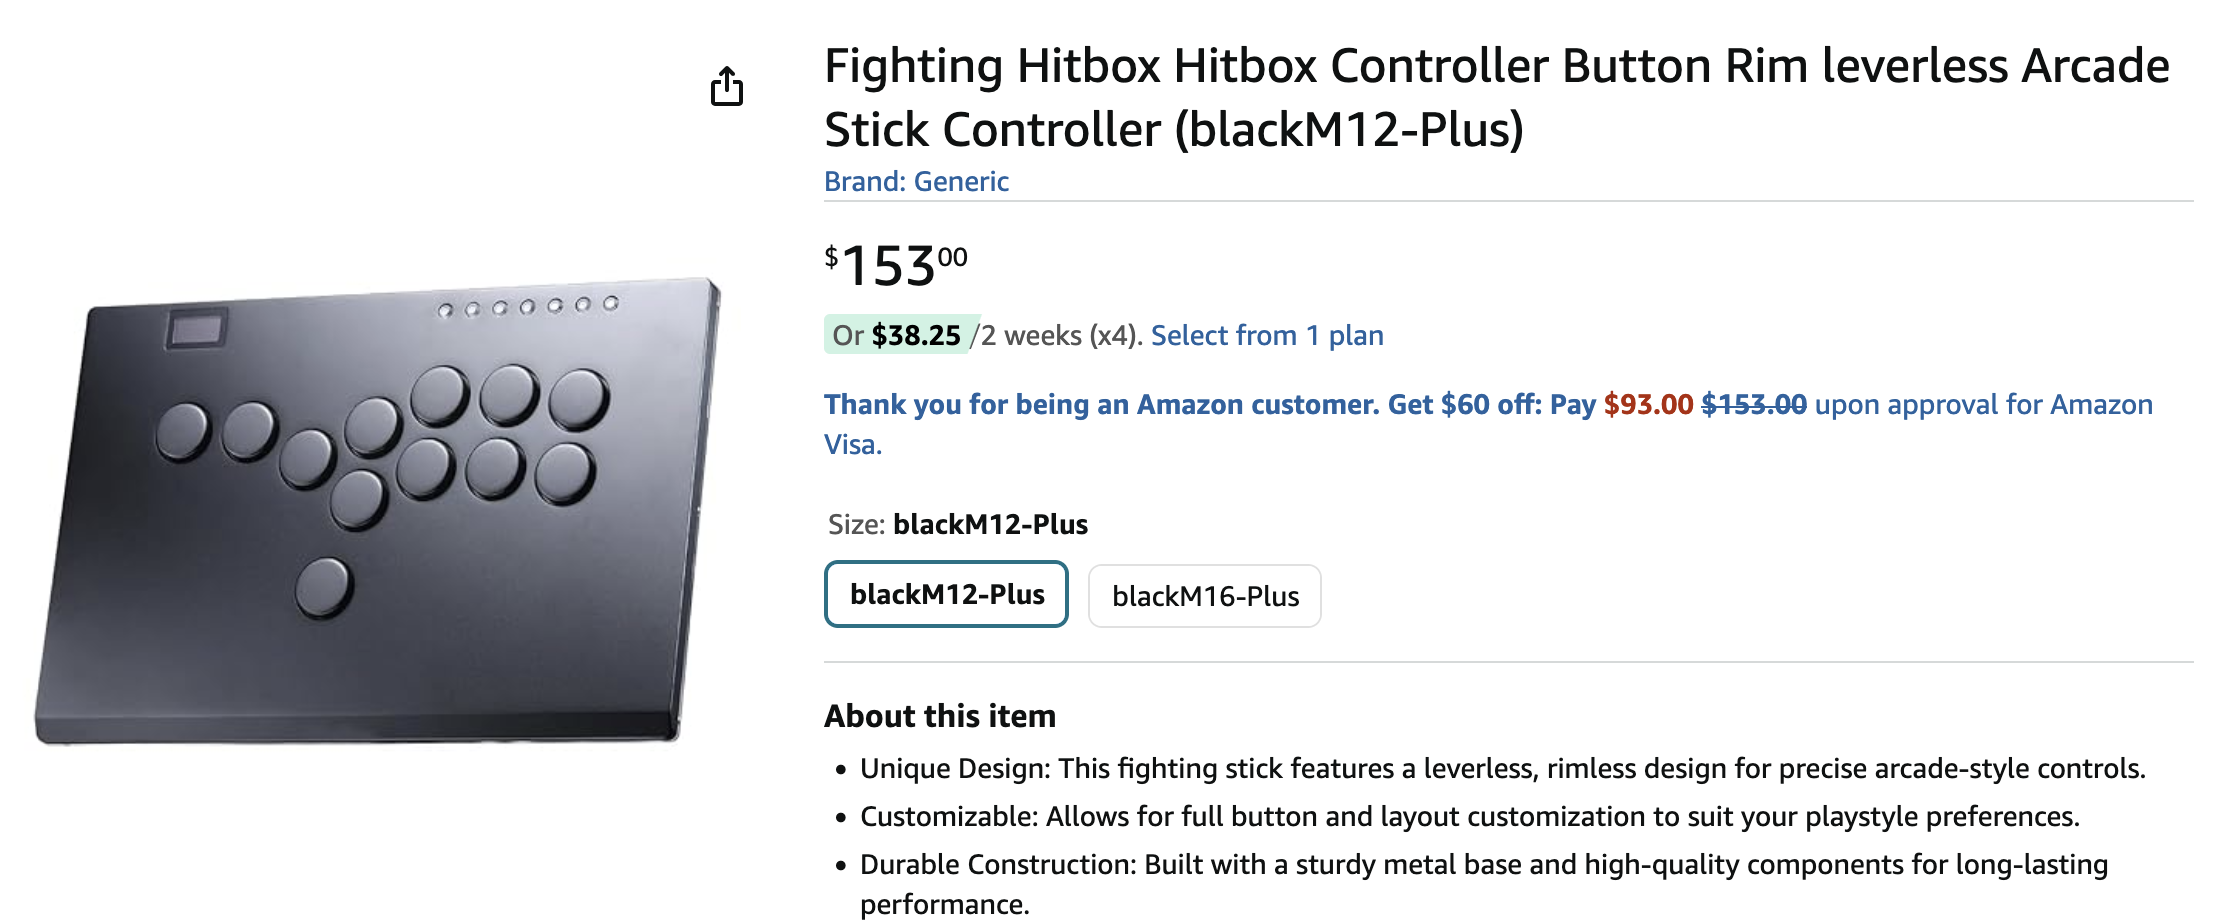 Fighting Hitbox Hitbox Controller Button Rim leverless Arcade
Stick Controller (blackM12-Plus)
Brand: Generic
$15300
Or $38.25 /2 weeks (x4). Select from 1 plan
Thank you for being an Amazon customer. Get $60 off: Pay $93.00 $153.00 upon approval for Amazon
Visa.
Size: blackM12-Plus
blackM12-Plus blackM16-Plus
About this item
• Unique Design: This fighting stick features a leverless, rimless design for precise arcade-style controls.
• Customizable: Allows for full button and layout customization to suit your playstyle preferences.
• Durable Construction: Built with a sturdy metal base and high-quality components for long-lasting
performance.